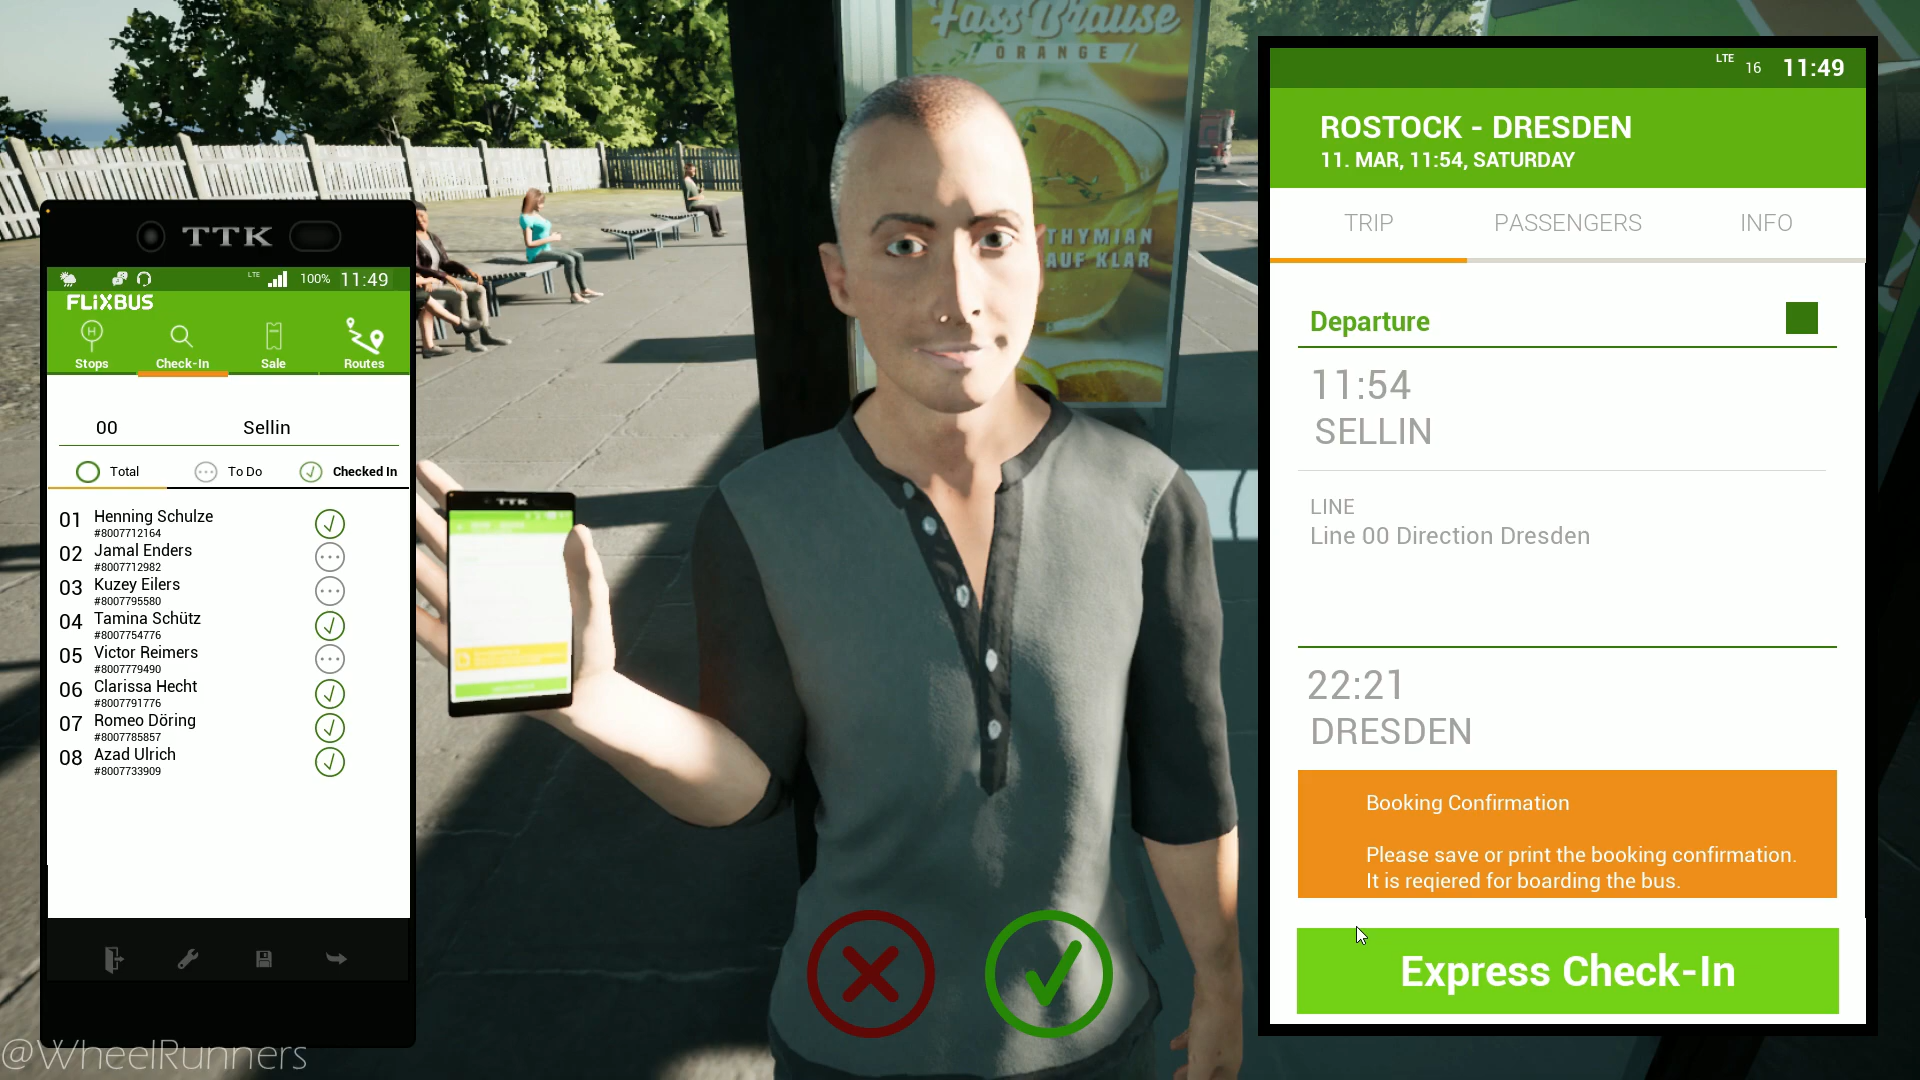 Fass Brause
ORANGE
THYMIAN
AUF KLAR
TTK
LTE
100%
11:49
FLiXBUS
Stops
Check-In
Sale
Routes
00
Sellin
Total
To Do
Checked In
01 Henning Schulze
#8007712164
02 Jamal Enders
#8007712982
03 Kuzey Eilers
#8007795580
04 Tamina Schütz
#8007754776
05 Victor Reimers
#8007779490
06 Clarissa Hecht
#8007791776
07 Romeo Döring
#8007785857
08 Azad Ulrich
#8007733909
TTK
LTE 16 11:49
ROSTOCK - DRESDEN
11. MAR, 11:54, SATURDAY
TRIP
PASSENGERS
INFO
Departure
11:54
SELLIN
LINE
Line 00 Direction Dresden
22:21
DRESDEN
Booking Confirmation
Please save or print the booking confirmation.
It is reqiered for boarding the bus.
Express Check-In
@WheelRunners